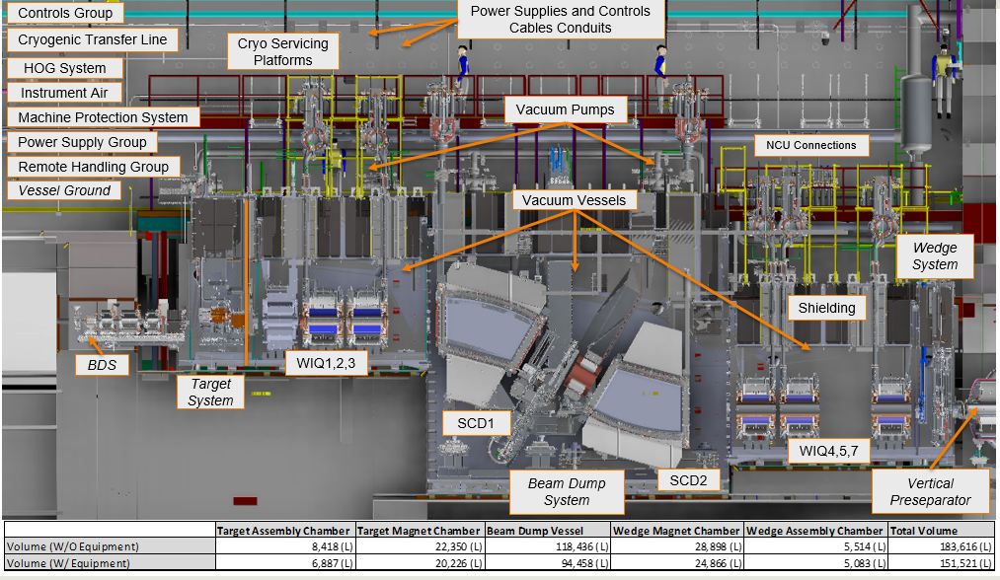 Controls Group
Cryogenic Transfer Line
HOG System
Instrument Air
Machine Protection System
Power Supply Group
Remote Handling Group
Vessel Ground
Cryo Servicing
Platforms
Power Supplies and Controls
Cables Conduits
Vacuum Pumps
NCU Connections
Vacuum Vessels
Wedge
System
Shielding
BDS
Target
System
WIQ1,2,3
SCD1
Beam Dump
System
SCD2
WIQ4,5,7
Vertical
Preseparator
Target Assembly Chamber Target Magnet Chamber Beam Dump Vessel Wedge Magnet Chamber Wedge Assembly Chamber Total Volume
Volume (W/O Equipment) 8,418 (L) 22,350 (L) 118,436 (L) 28,898 (L) 5,514 (L) 183,616 (L)
Volume (W/ Equipment) 6,887 (L) 20,226 (L) 94,458 (L) 24,866 (L) 5,083 (L) 151,521 (L)